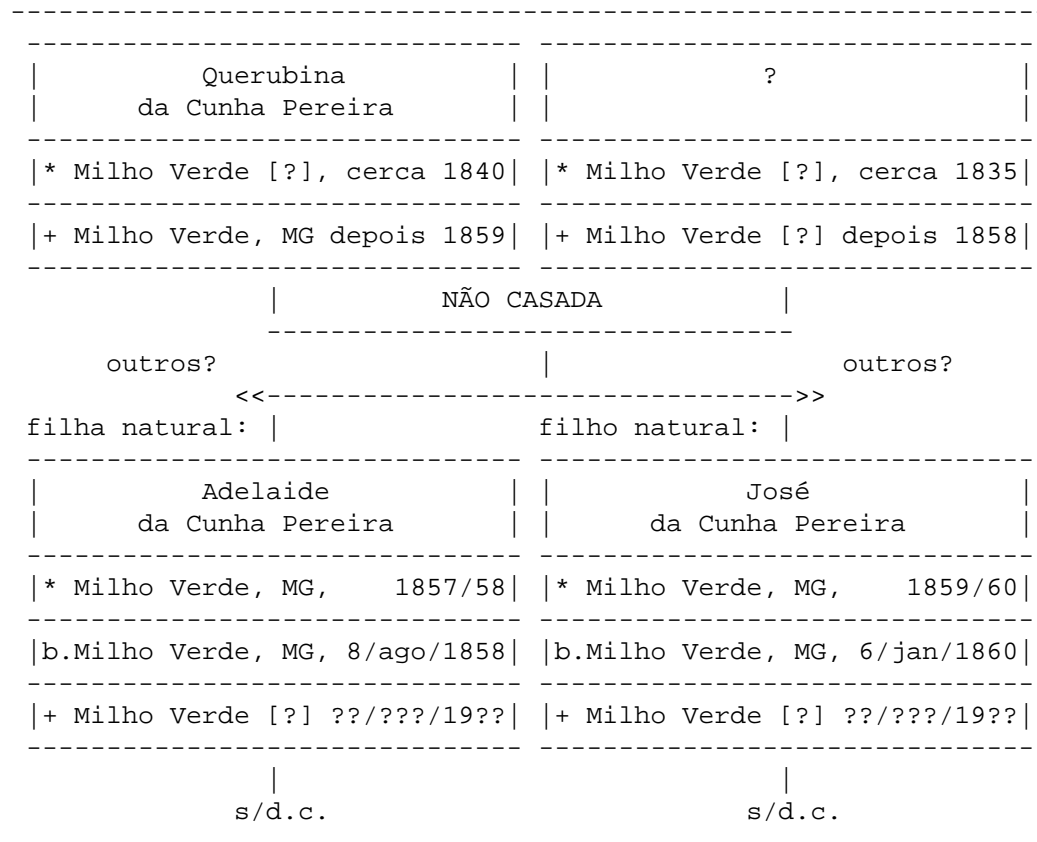 ----------------------------------------------------------------
------------------------------- -------------------------------
|          Querubina          | |              ?              |
|      da Cunha Pereira       | |                             |
------------------------------- -------------------------------
|* Milho Verde [?], cerca 1840| |* Milho Verde [?], cerca 1835|
------------------------------- -------------------------------
|+ Milho Verde, MG depois 1859| |+ Milho Verde [?] depois 1858|
------------------------------- -------------------------------
|          NÃO CASADA           |
---------------------------------
outros?                    |                  outros?
<<--------------------------------->>
filha natural: |                filho natural: |
------------------------------- -------------------------------
|          Adelaide           | |            José             |
|      da Cunha Pereira       | |      da Cunha Pereira       |
------------------------------- -------------------------------
|* Milho Verde, MG,    1857/58| |* Milho Verde, MG,    1859/60|
------------------------------- -------------------------------
|b.Milho Verde, MG, 8/ago/1858| |b.Milho Verde, MG, 6/jan/1860|
------------------------------- -------------------------------
|+ Milho Verde [?] ??/???/19??| |+ Milho Verde [?] ??/???/19??|
------------------------------- -------------------------------
|                               |
s/d.c.                          s/d.c.